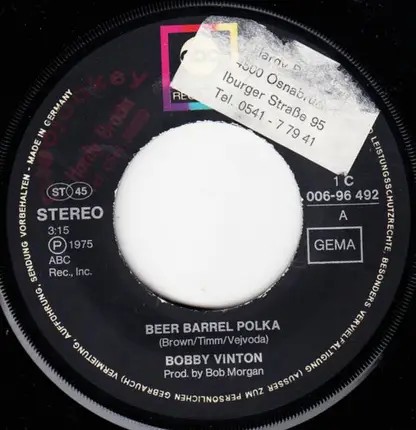 4500 Osnabrü
Iburger Straße 95
Tel. 0541 - 7 79 41
ST 45
STEREO
3:15
P 1975
ABC
Rec., Inc.
1 C
006-96 492
A
GEMA
BEER BARREL POLKA
(Brown/Timm/Vejvoda)
BOBBY VINTON
Prod. by Bob Morgan
LEISTUNGSSCHUTZRECHTE, BESONDERS VERVIELFÄLTIGUNG (AUSSER ZUM PERSÖNLICHEN GEBRAUCH) VERMIETUNG, AUFFÜHRUNG, SENDUNG VORBEHALTEN - MADE IN GERMANY